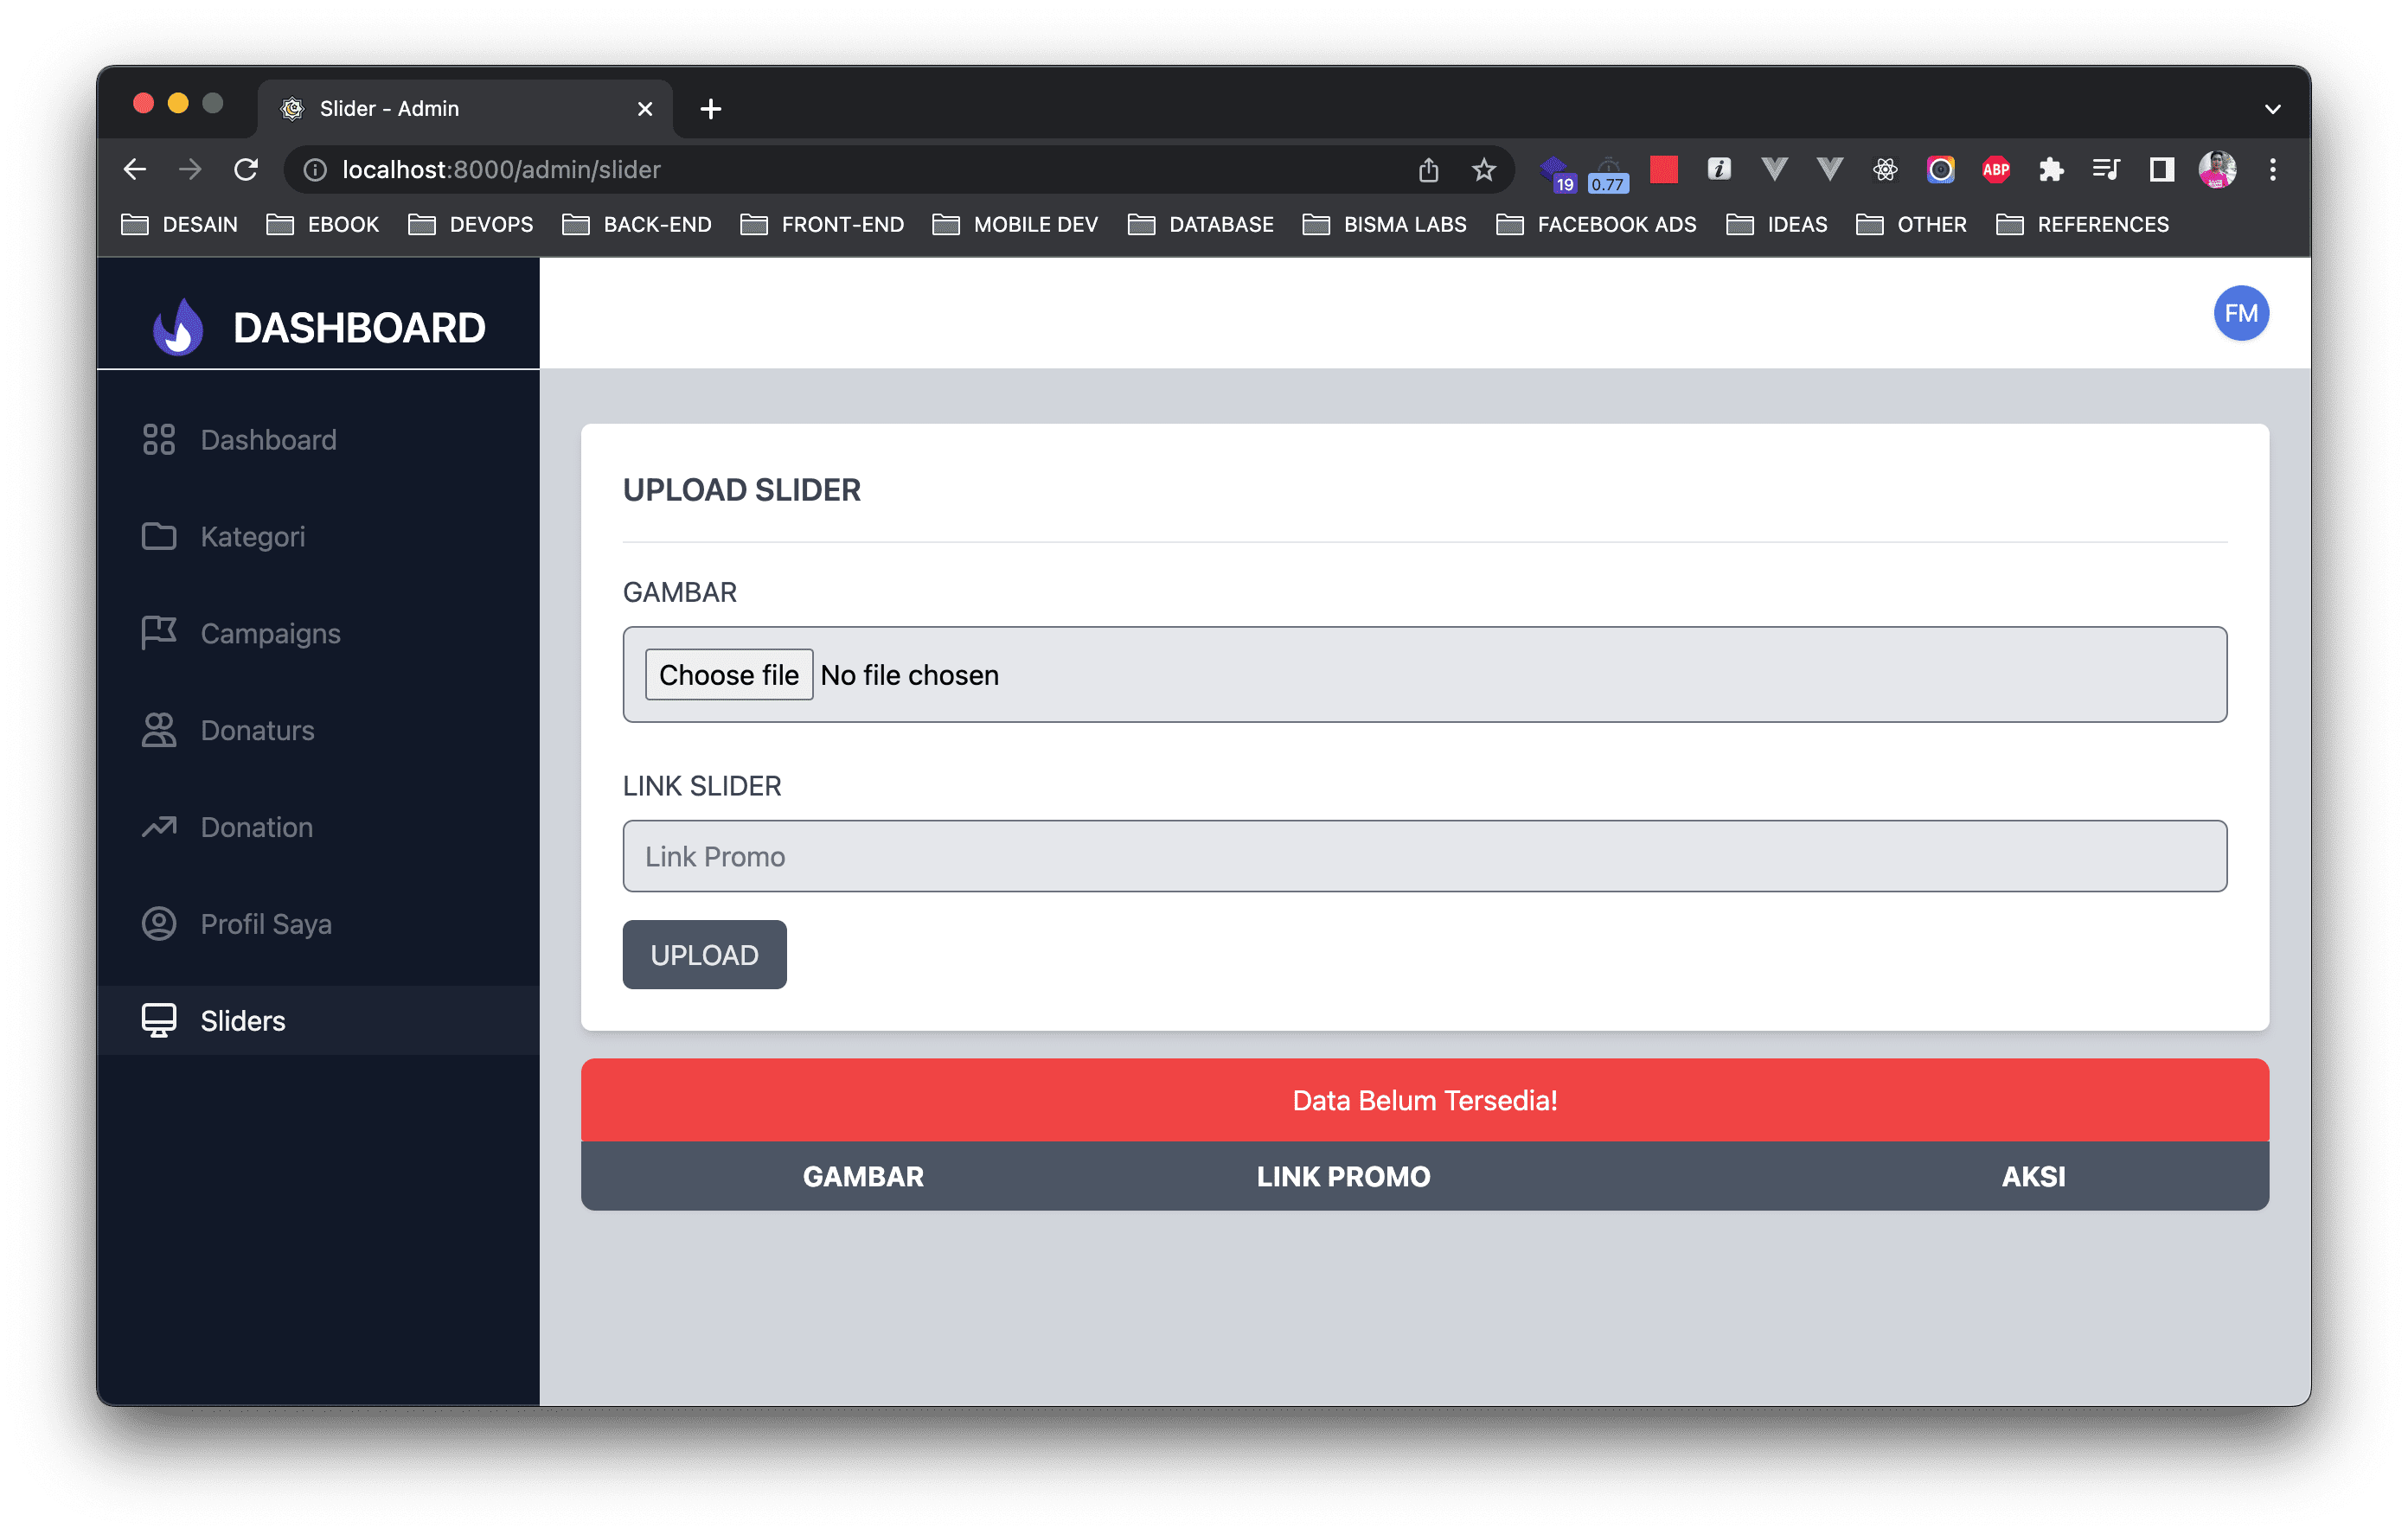 Slider - Admin
localhost:8000/admin/slider
19
0.77
ABP
DESAIN EBOOK DEVOPS BACK-END FRONT-END MOBILE DEV DATABASE BISMA LABS FACEBOOK ADS IDEAS OTHER REFERENCES
DASHBOARD
FM
Dashboard
Kategori
Campaigns
Donaturs
Donation
Profil Saya
Sliders
UPLOAD SLIDER
GAMBAR
Choose file No file chosen
LINK SLIDER
Link Promo
UPLOAD
Data Belum Tersedia!
GAMBAR LINK PROMO AKSI